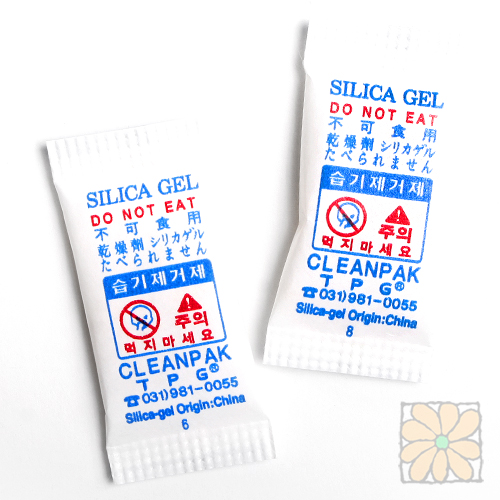 SILICA GEL
DO NOT EAT
不可食用
乾燥劑 シリカゲル
たべられません
습기제거제
주의
먹지마세요
CLEANPAK
T P G®
☎031)981-0055
Silica-gel Origin:China
6
SILICA GEL
DO NOT EAT
不可食用
乾燥劑 シリカゲル
たべられません
습기제거제
주의
먹지마세요
CLEANPAK
T P G®
☎031)981-0055
Silica-gel Origin:China
8